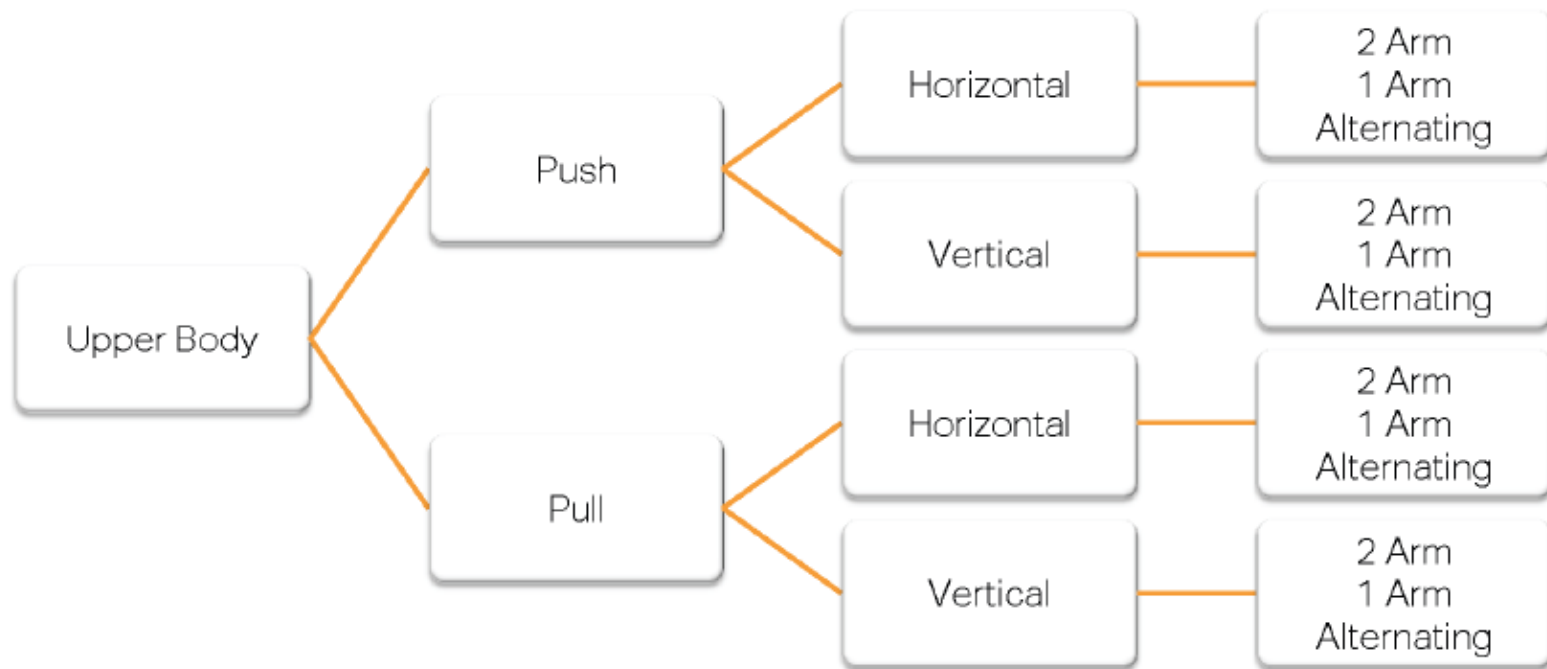 Upper Body
Push
Horizontal
2 Arm
1 Arm
Alternating
Vertical
2 Arm
1 Arm
Alternating
Pull
Horizontal
2 Arm
1 Arm
Alternating
Vertical
2 Arm
1 Arm
Alternating